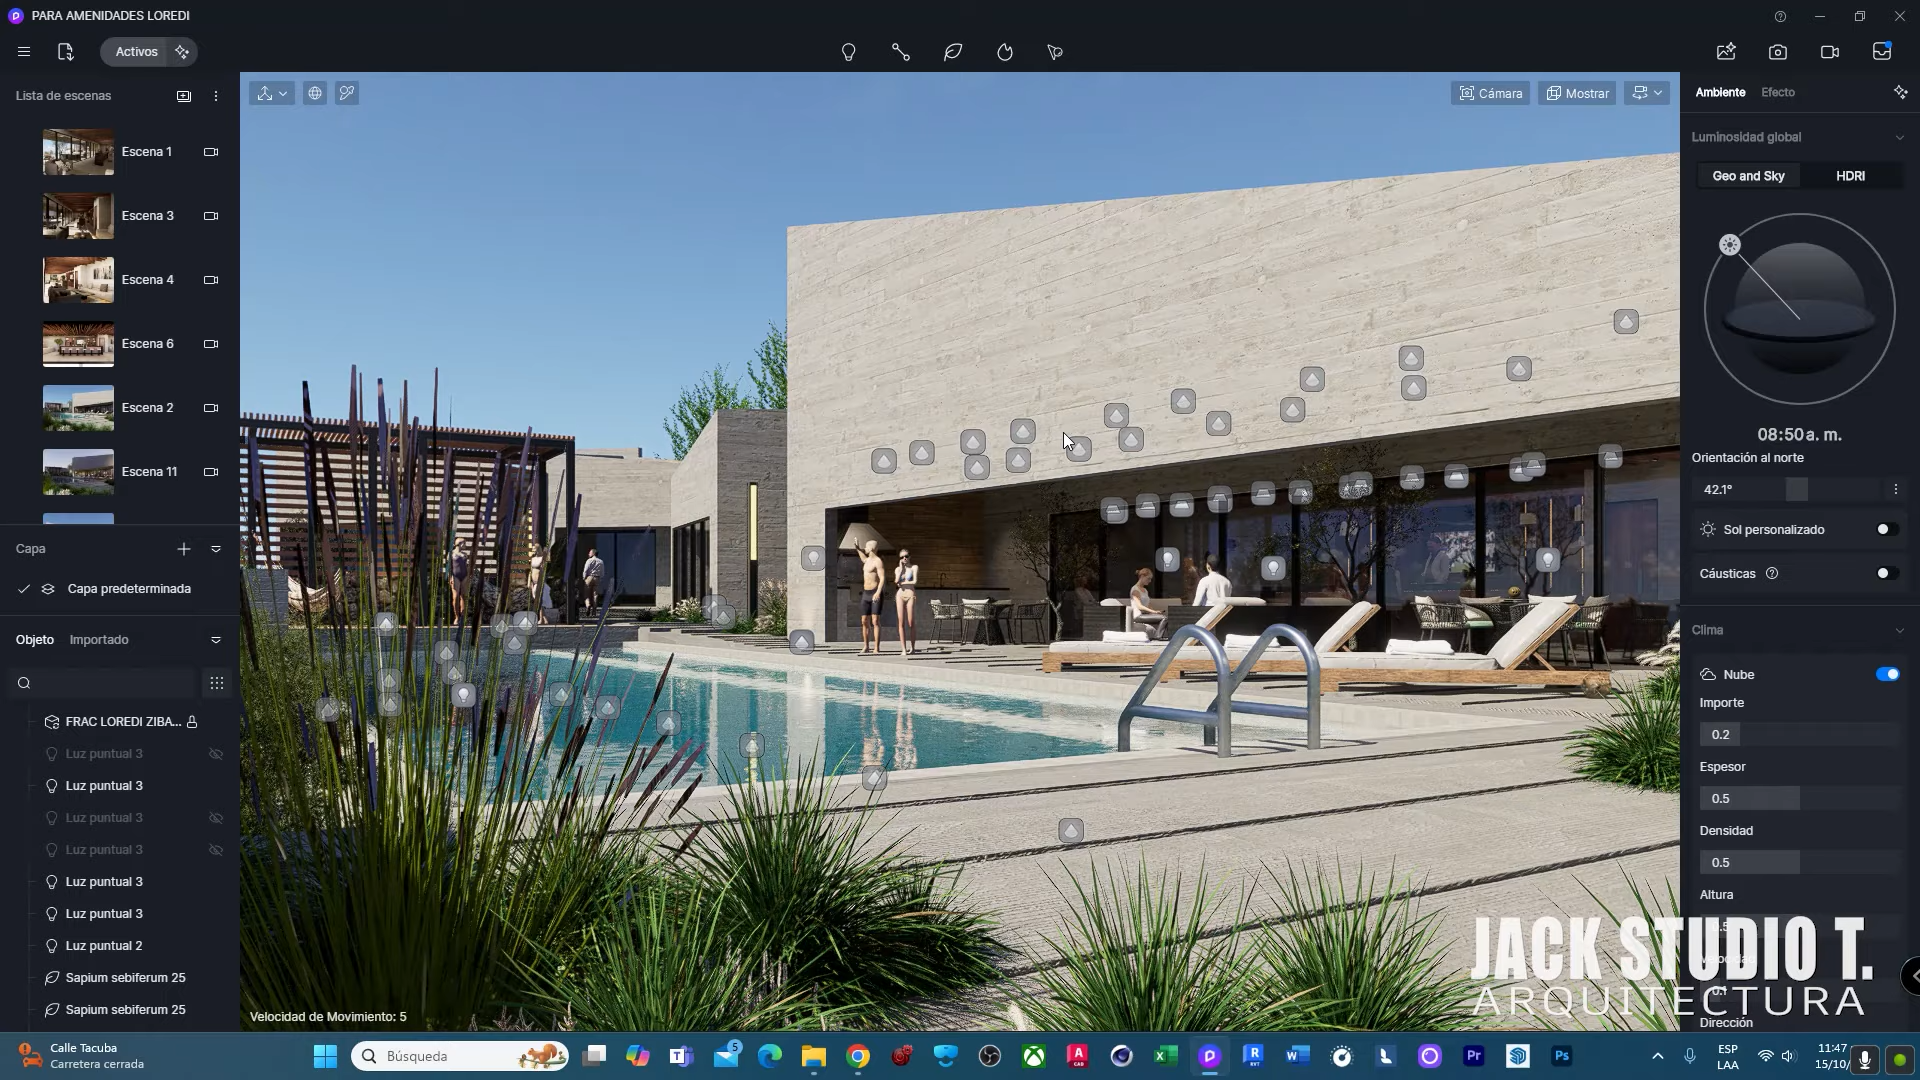 PARA AMENIDADES LOREDI
Activos
Lista de escenas
Escena 1
Escena 3
Escena 4
Escena 6
Escena 2
Escena 11
Capa
Capa predeterminada
Objeto Importado
FRAC LOREDI ZIBA...
Luz puntual 3
Luz puntual 3
Luz puntual 3
Luz puntual 3
Luz puntual 3
Luz puntual 3
Luz puntual 2
Sapium sebiferum 25
Sapium sebiferum 25
Cámara
Mostrar
Velocidad de Movimiento: 5
Ambiente Efecto
Luminosidad global
Geo and Sky HDRI
08:50 a. m.
Orientación al norte
42.1°
Sol personalizado
Cáusticas
Clima
Nube
Importe
0.2
Espesor
0.5
Densidad
0.5
Altura
Dirección
JACK STUDIO T.
ARQUITECTURA
Calle Tacuba
Carretera cerrada
Búsqueda
5
ESP
LAA
11:47
15/10/